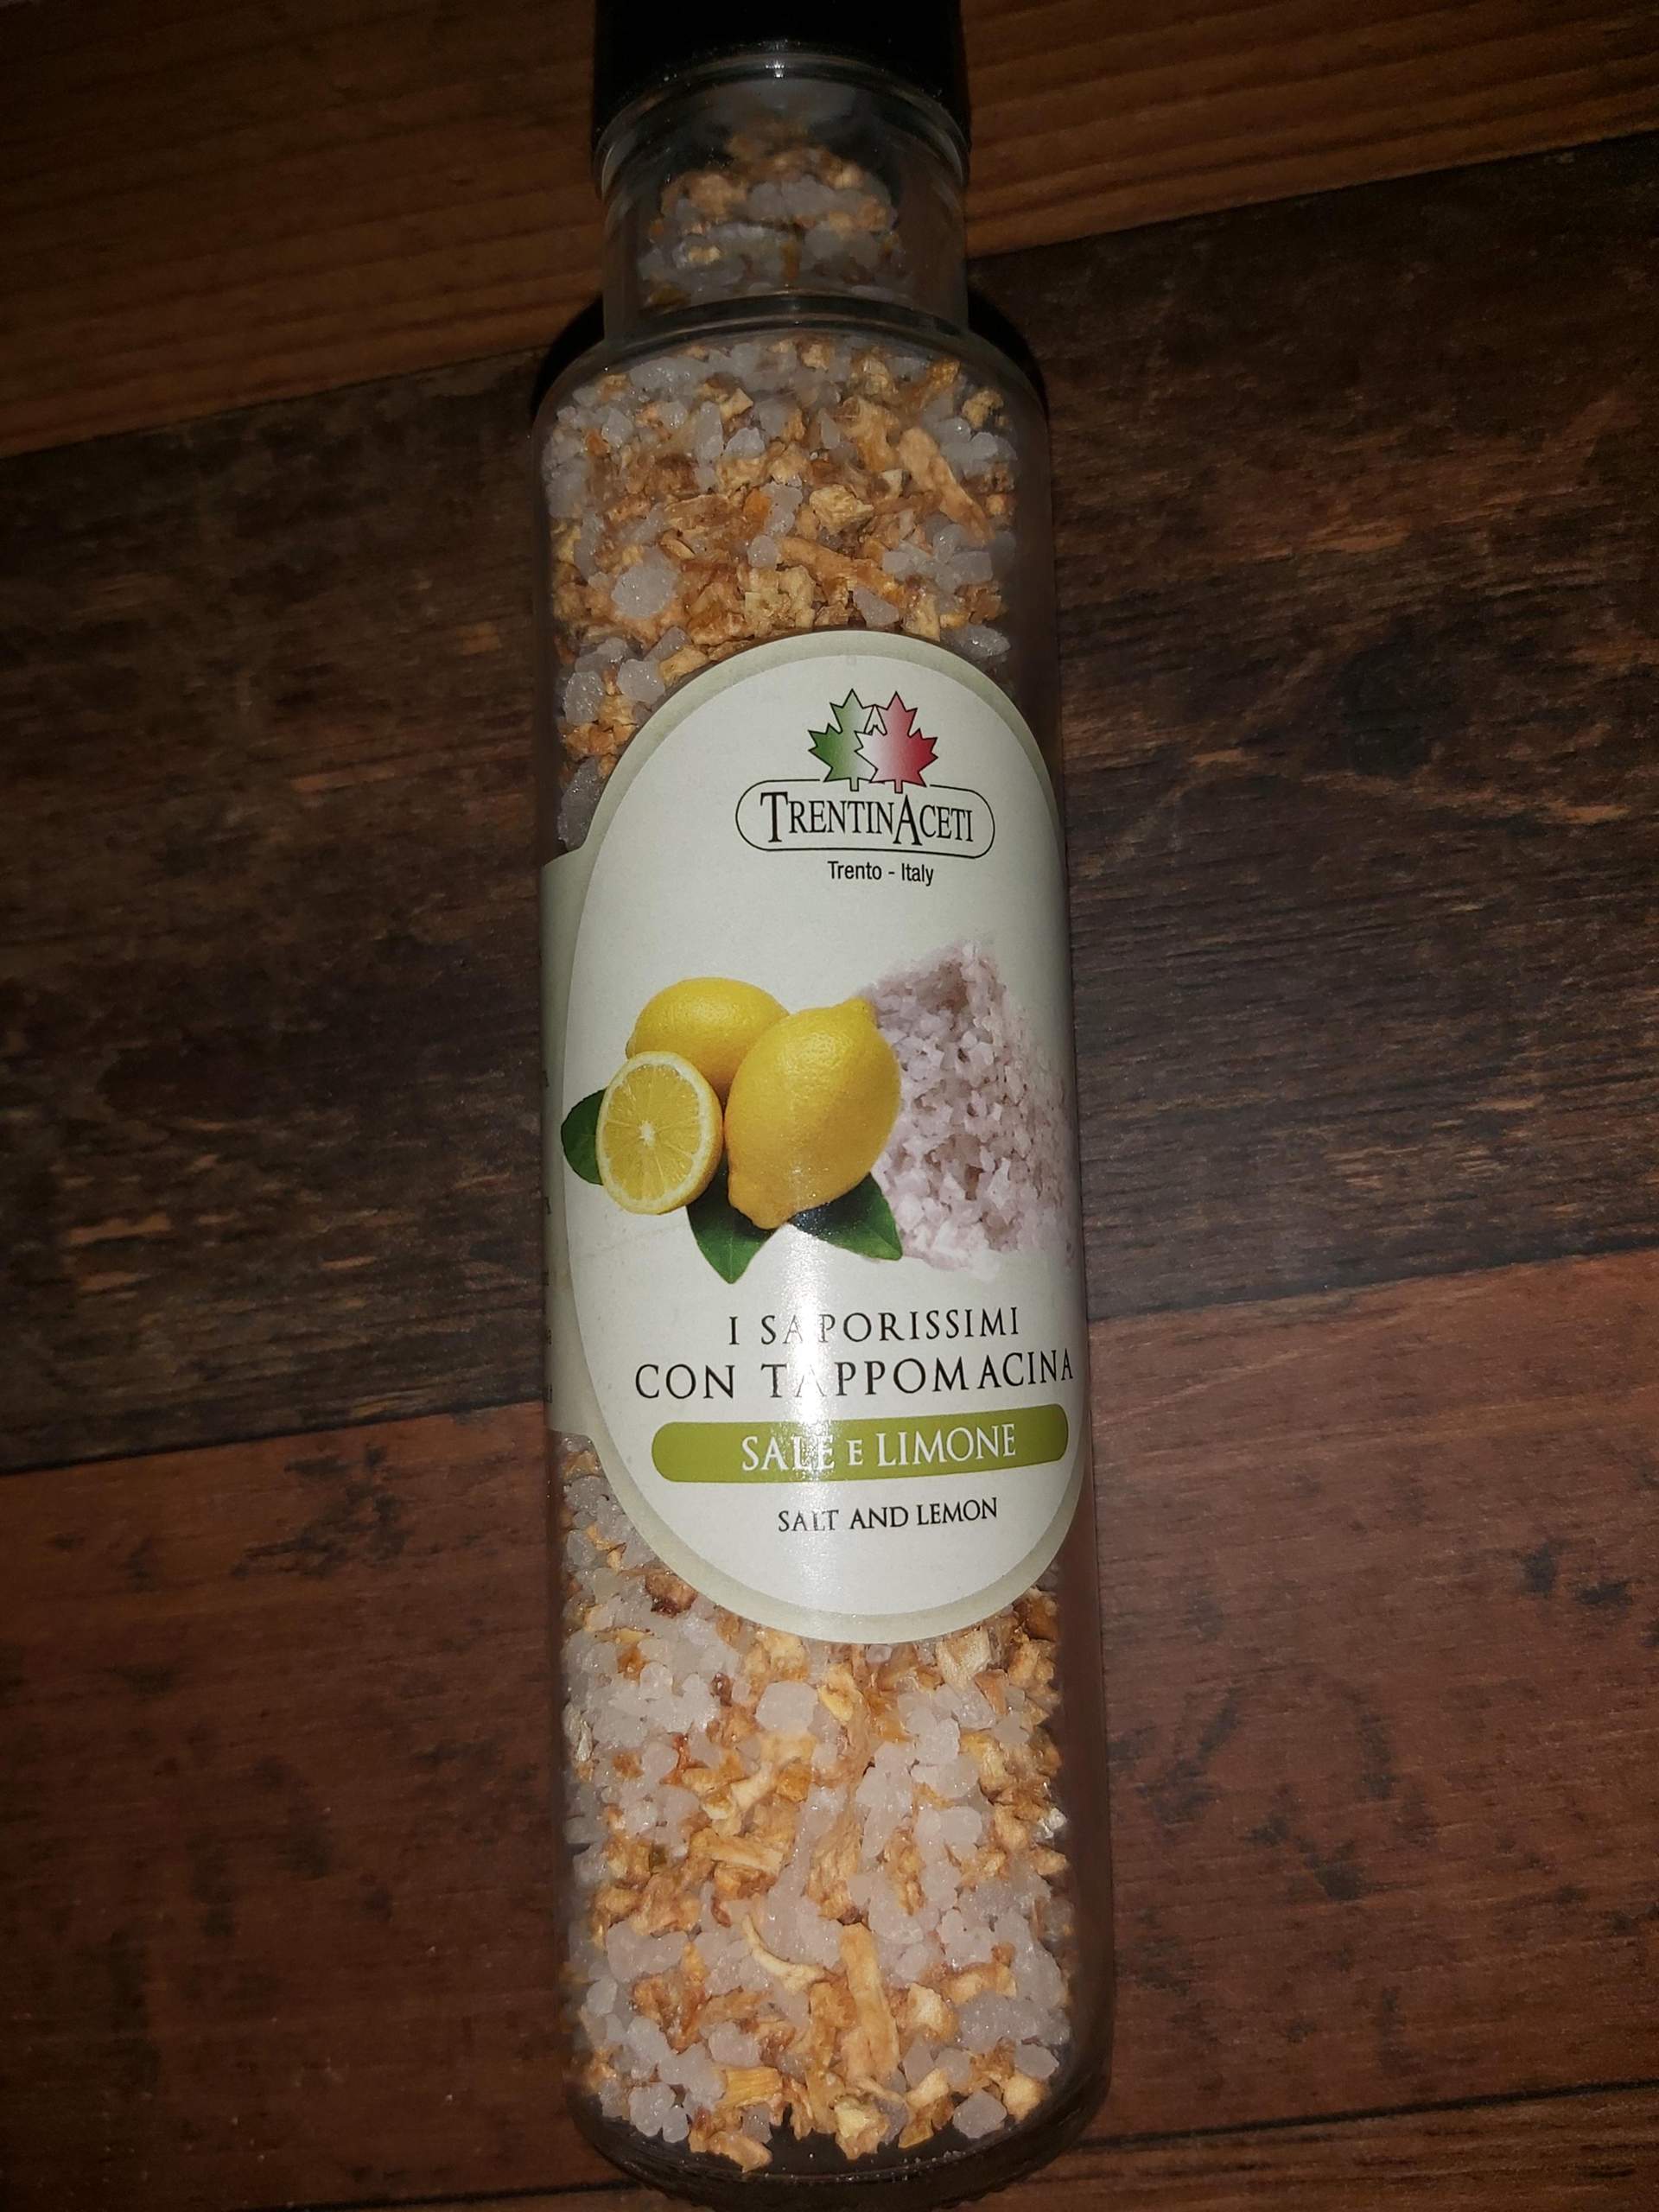 TRENTINACETI
Trento - Italy
I SAPORISSIMI
CON TAPPOMACINA
SALE E LIMONE
SALT AND LEMON